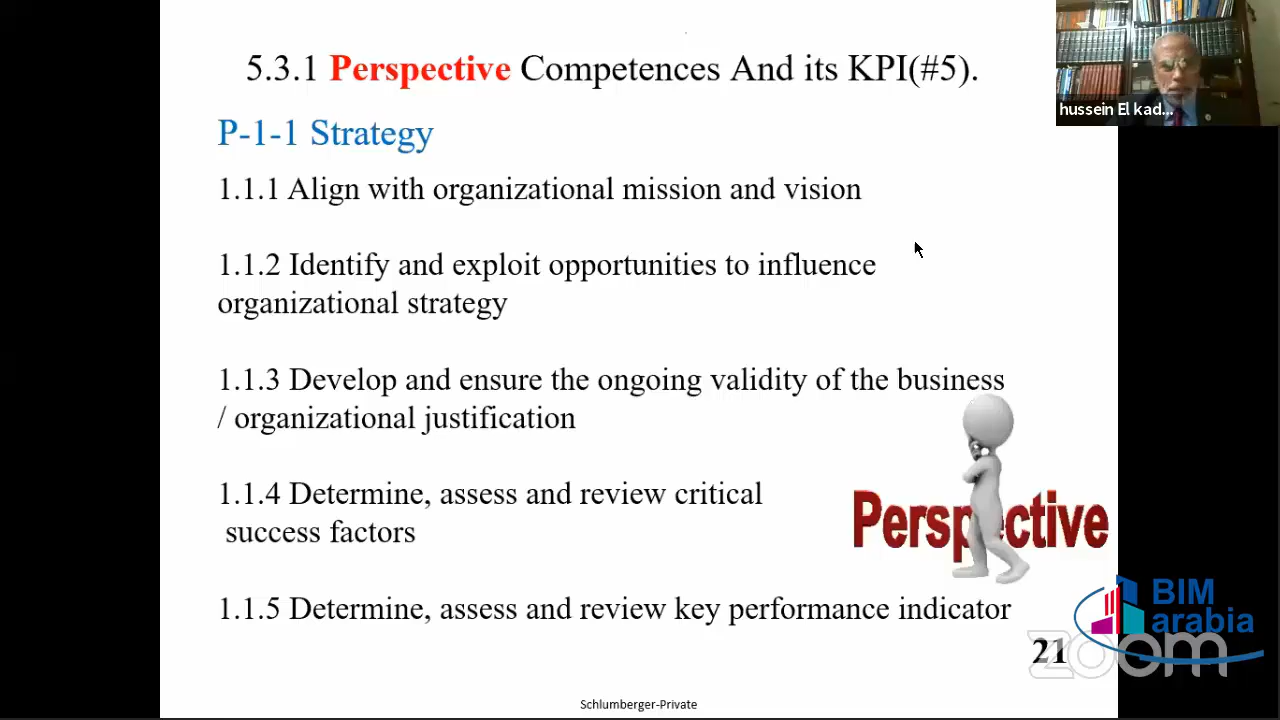 5.3.1 Perspective Competences And its KPI(#5).
hussein El kad...
P-1-1 Strategy
1.1.1 Align with organizational mission and vision
1.1.2 Identify and exploit opportunities to influence
organizational strategy
1.1.3 Develop and ensure the ongoing validity of the business
/ organizational justification
1.1.4 Determine, assess and review critical
success factors
Perspective
1.1.5 Determine, assess and review key performance indicator
BIM
arabia
21
zoom
Schlumberger-Private